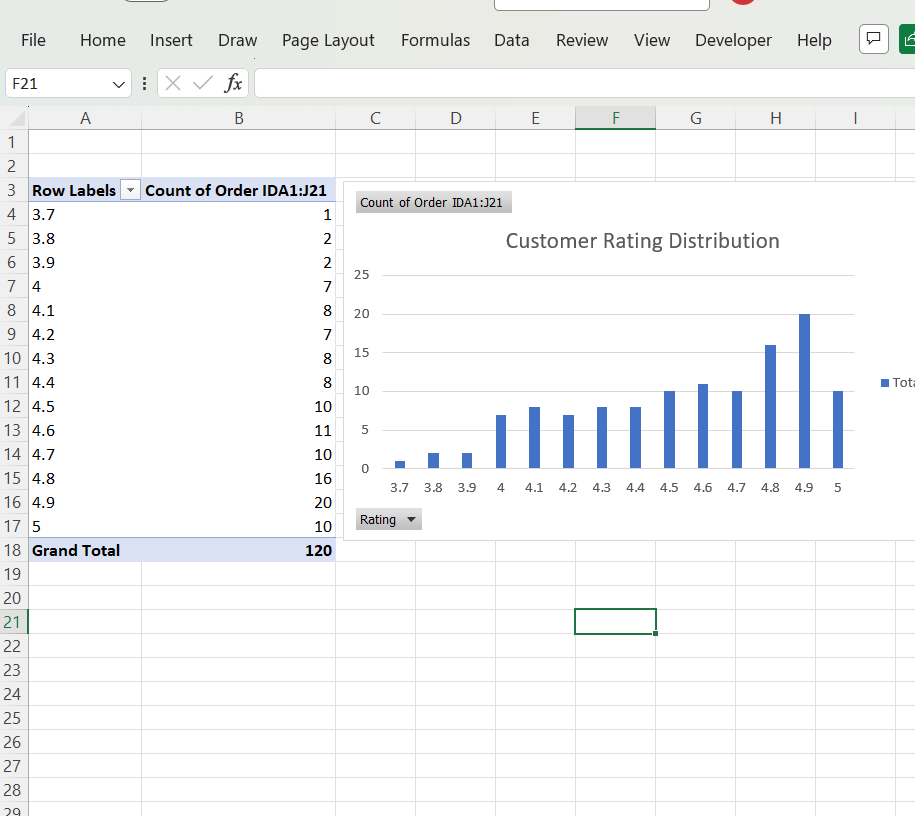 File Home Insert Draw Page Layout Formulas Data Review View Developer Help
F21 fx
A B C D E F G H I
1
2
3 Row Labels Count of Order IDA1:J21
4 3.7 1
5 3.8 2
6 3.9 2
7 4 7
8 4.1 8
9 4.2 7
10 4.3 8
11 4.4 8
12 4.5 10
13 4.6 11
14 4.7 10
15 4.8 16
16 4.9 20
17 5 10
18 Grand Total 120
19
20
21
22
23
24
25
26
27
28
29
Count of Order IDA1:J21
Customer Rating Distribution
25
20
15
10
5
0
3.7 3.8 3.9 4 4.1 4.2 4.3 4.4 4.5 4.6 4.7 4.8 4.9 5
Rating